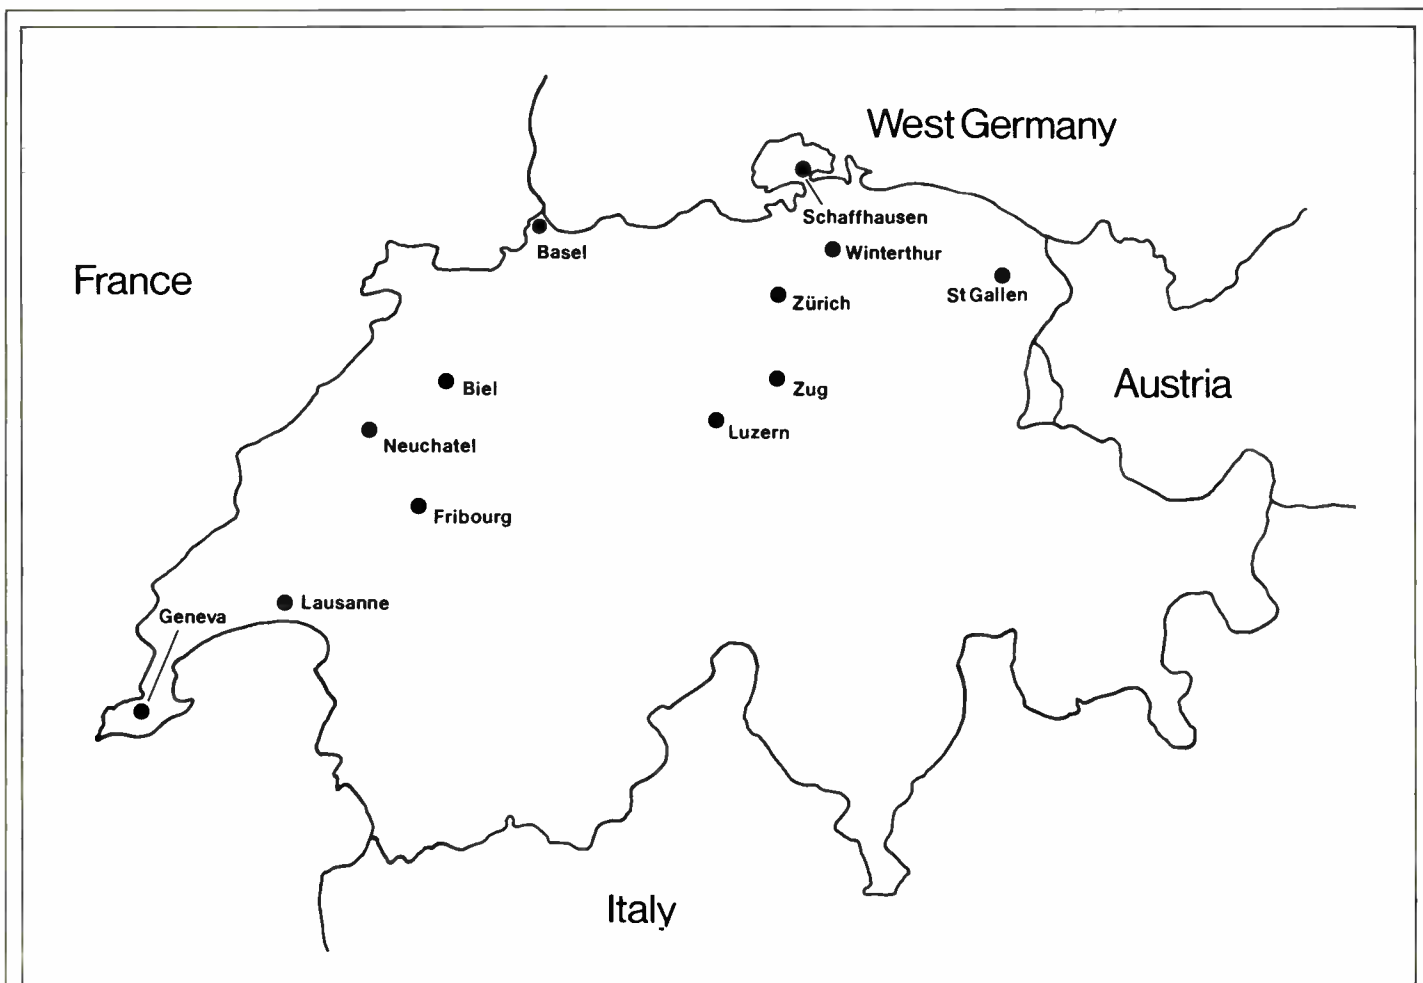 West Germany
Schaffhausen
Basel
Winterthur
France
St Gallen
Zürich
Biel
Zug
Austria
Neuchatel
Luzern
Fribourg
Lausanne
Geneva
Italy